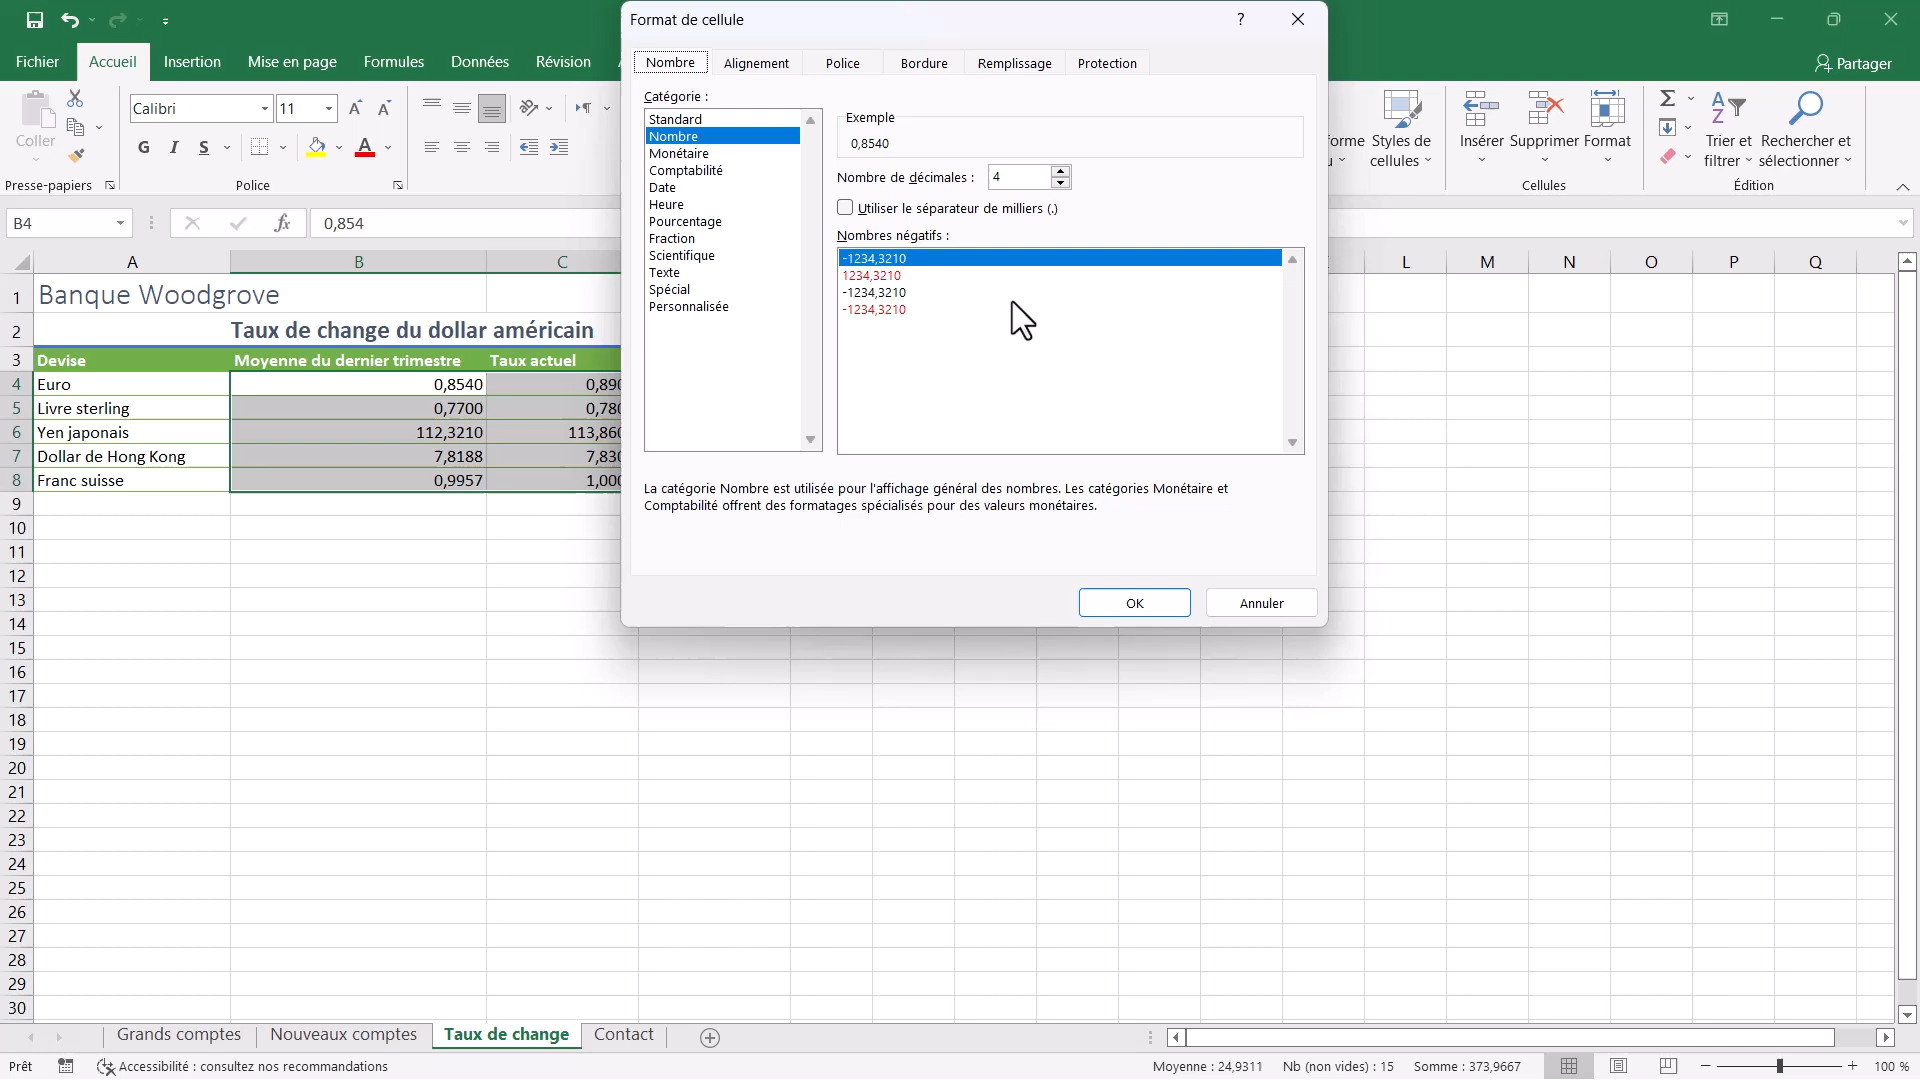 Format de cellule
?
Fichier
Accueil
Insertion
Mise en page
Formules
Données
Révision
Partager
Nombre
Alignement
Police
Bordure
Remplissage
Protection
Coller
Calibri
11
G I S
Presse-papiers
Police
Styles de
cellules
Insérer
Supprimer
Format
Trier et
filtrer
Rechercher et
sélectionner
Cellules
Édition
Catégorie :
Standard
Nombre
Monétaire
Comptabilité
Date
Heure
Pourcentage
Fraction
Scientifique
Texte
Spécial
Personnalisée
Exemple
0,8540
Nombre de décimales : 4
Utiliser le séparateur de milliers (.)
Nombres négatifs :
-1234,3210
1234,3210
-1234,3210
-1234,3210
La catégorie Nombre est utilisée pour l'affichage général des nombres. Les catégories Monétaire et
Comptabilité offrent des formatages spécialisés pour des valeurs monétaires.
OK
Annuler
B4
fx
0,854
A B C L M N O P Q
1 Banque Woodgrove
2 Taux de change du dollar américain
3 Devise Moyenne du dernier trimestre Taux actuel
4 Euro 0,8540 0,890
5 Livre sterling 0,7700 0,780
6 Yen japonais 112,3210 113,860
7 Dollar de Hong Kong 7,8188 7,830
8 Franc suisse 0,9957 1,000
9
10
11
12
13
14
15
16
17
18
19
20
21
22
23
24
25
26
27
28
29
30
Grands comptes
Nouveaux comptes
Taux de change
Contact
Prêt
Accessibilité : consultez nos recommandations
Moyenne : 24,9311
Nb (non vides) : 15
Somme : 373,9667
100 %